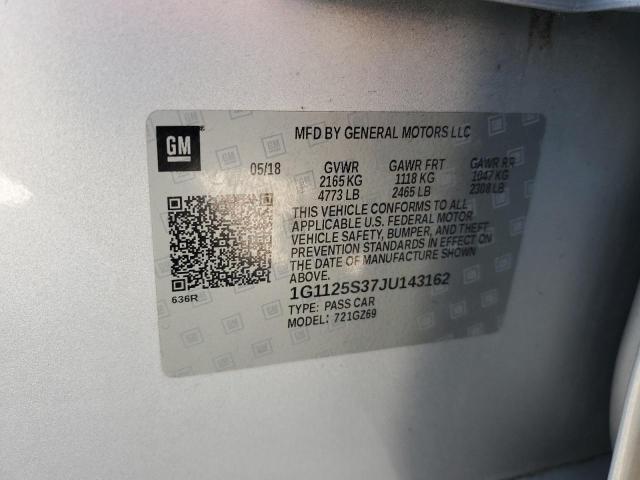 GM
MFD BY GENERAL MOTORS LLC
05/18 GVWR GAWR FRT GAWR RR
2165 KG 1118 KG 1047 KG
4773 LB 2465 LB 2308 LB
THIS VEHICLE CONFORMS TO ALL
APPLICABLE U.S. FEDERAL MOTOR
VEHICLE SAFETY, BUMPER, AND THEFT
PREVENTION STANDARDS IN EFFECT ON
THE DATE OF MANUFACTURE SHOWN
ABOVE.
636R
1G1125S37JU143162
TYPE: PASS CAR
MODEL: 721GZ69